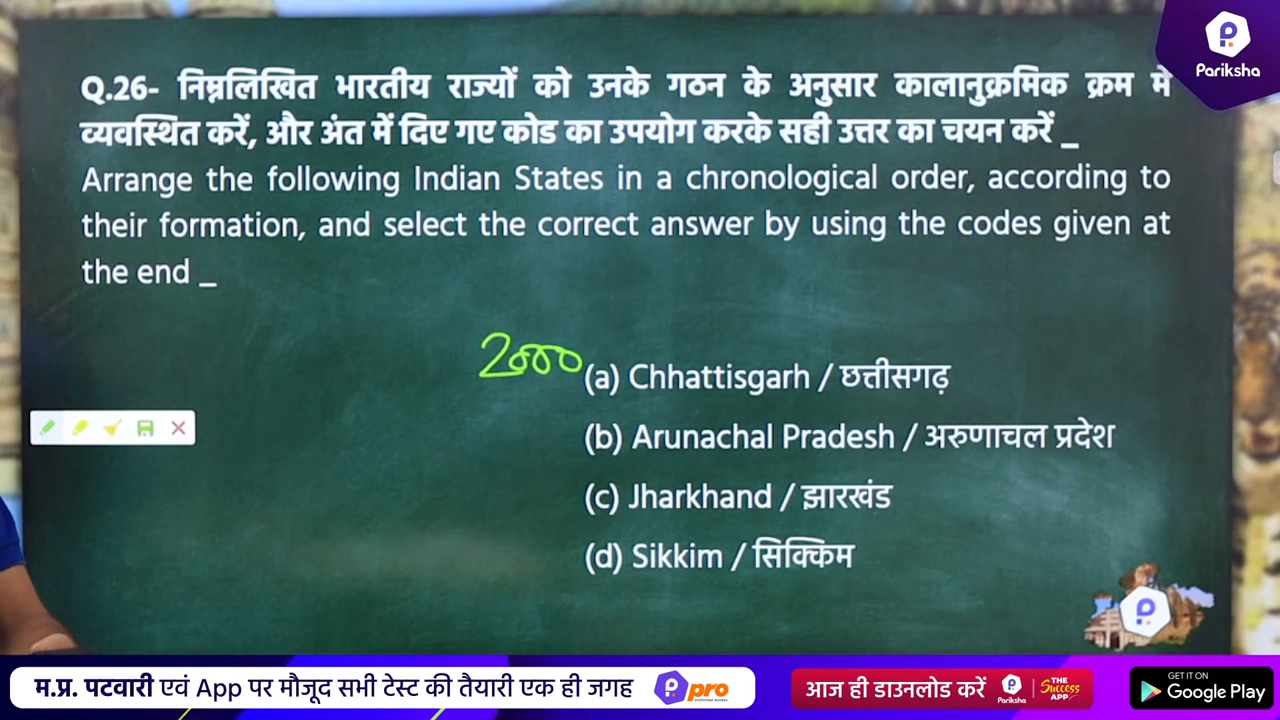 Pariksha
Q.26- निम्नलिखित भारतीय राज्यों को उनके गठन के अनुसार कालानुक्रमिक क्रम में
व्यवस्थित करें, और अंत में दिए गए कोड का उपयोग करके सही उत्तर का चयन करें _
Arrange the following Indian States in a chronological order, according to
their formation, and select the correct answer by using the codes given at
the end _
2000 (a) Chhattisgarh / छत्तीसगढ़
(b) Arunachal Pradesh / अरुणाचल प्रदेश
(c) Jharkhand / झारखंड
(d) Sikkim / सिक्किम
म.प्र. पटवारी एवं App पर मौजूद सभी टेस्ट की तैयारी एक ही जगह pro
आज ही डाउनलोड करें Pariksha THE Success APP
GET IT ON
Google Play